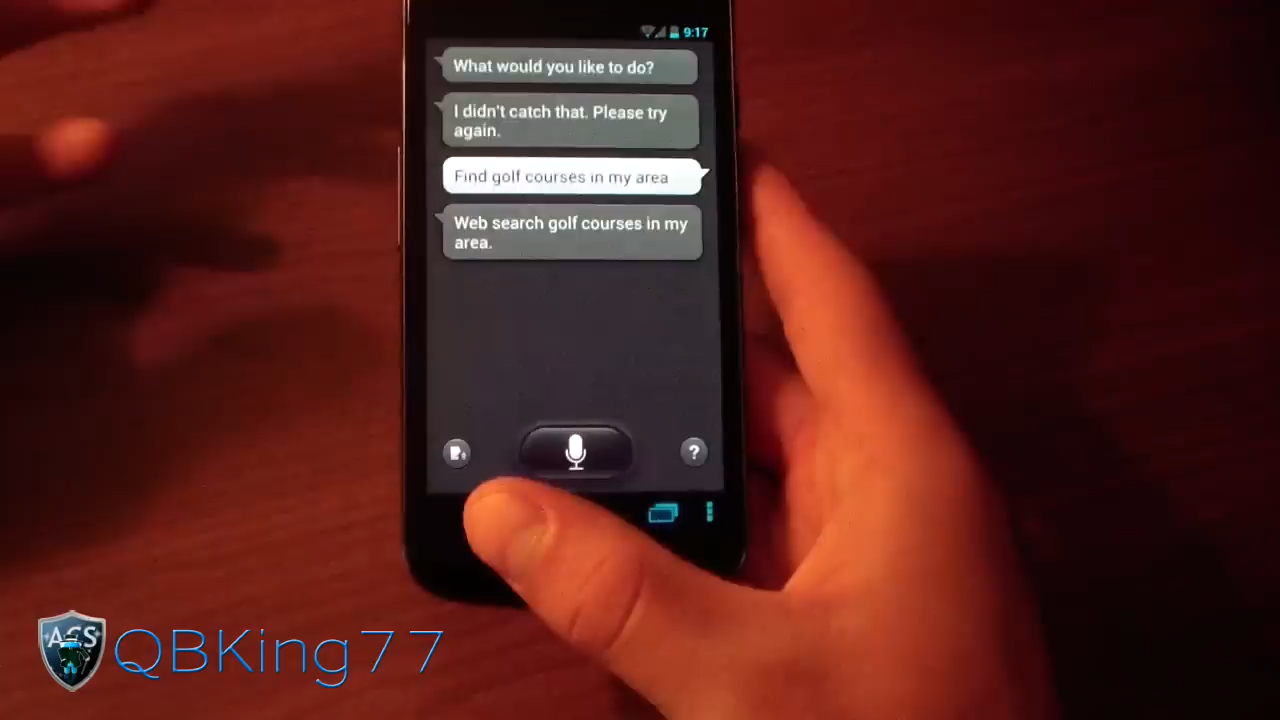 9:17
What would you like to do?
I didn't catch that. Please try
again.
Find golf courses in my area
Web search golf courses in my
area.
?
ACS
QBKing77